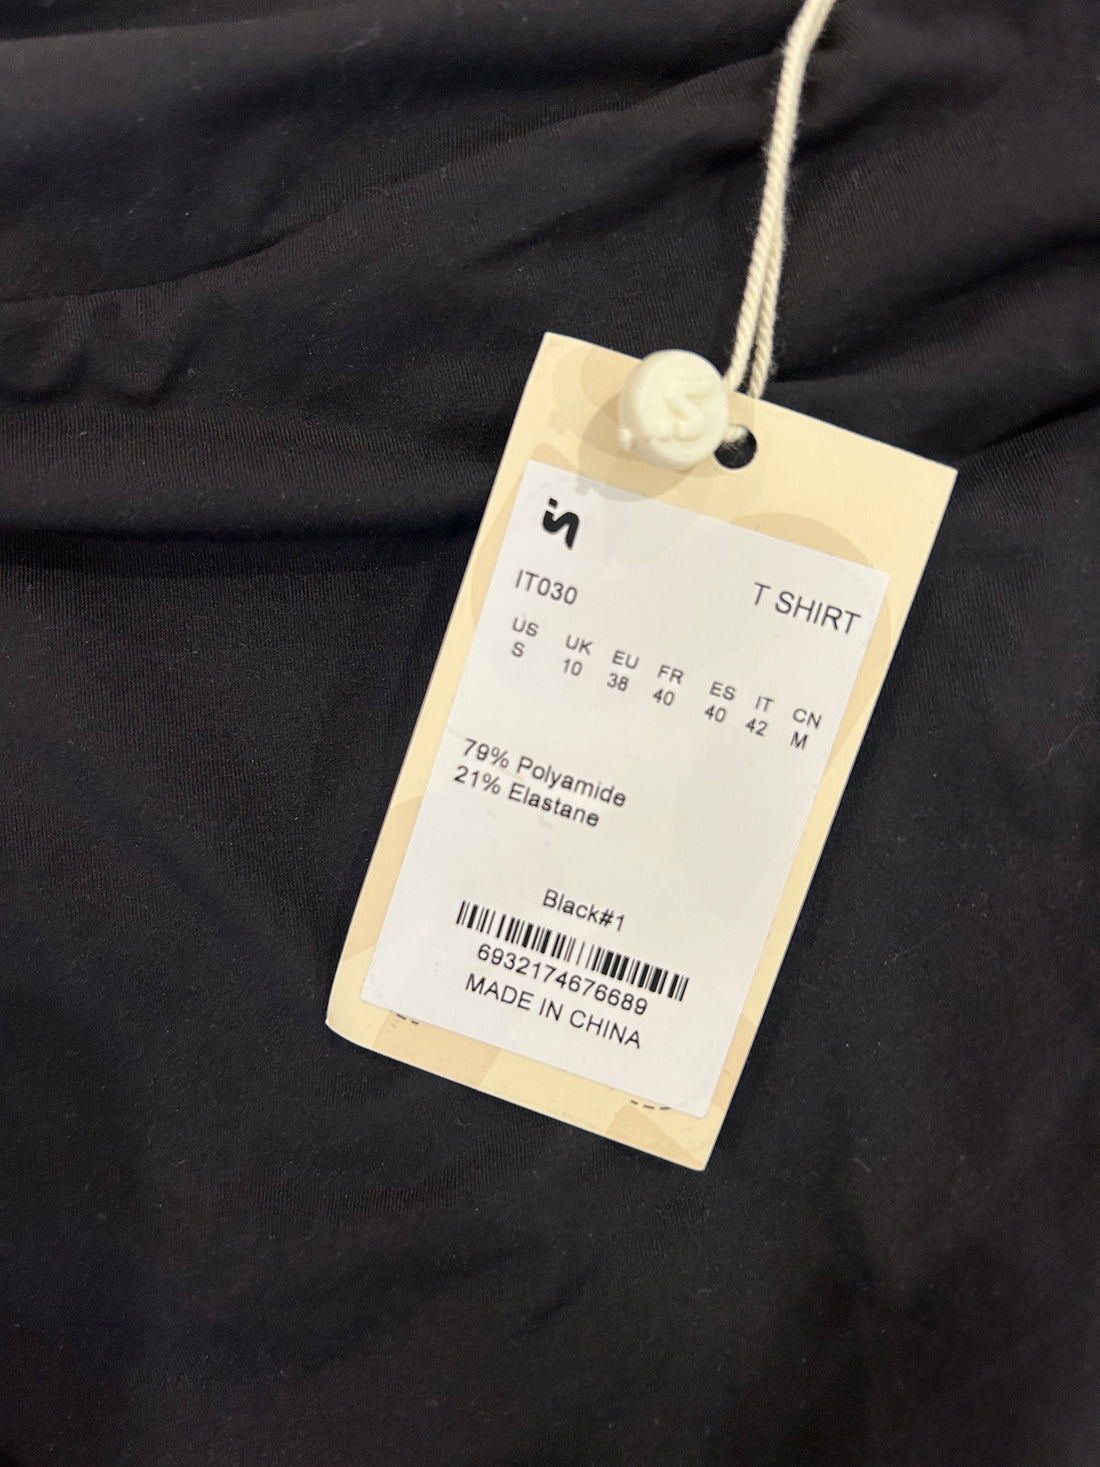 IT030 T SHIRT
US UK EU FR ES IT CN
S 10 38 40 40 42 M
79% Polyamide
21% Elastane
Black#1
6932174676689
MADE IN CHINA